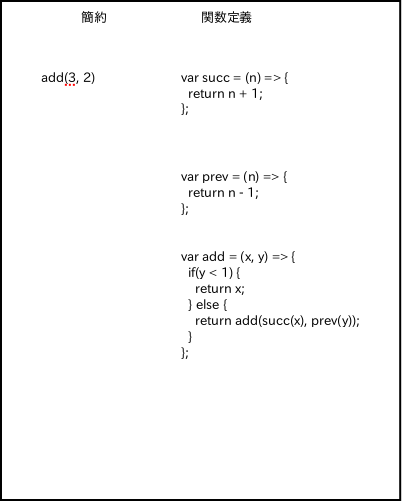 簡約 関数定義
add(3, 2) var succ = (n) => {
return n + 1;
};
var prev = (n) => {
return n - 1;
};
var add = (x, y) => {
if(y < 1) {
return x;
} else {
return add(succ(x), prev(y));
}
};